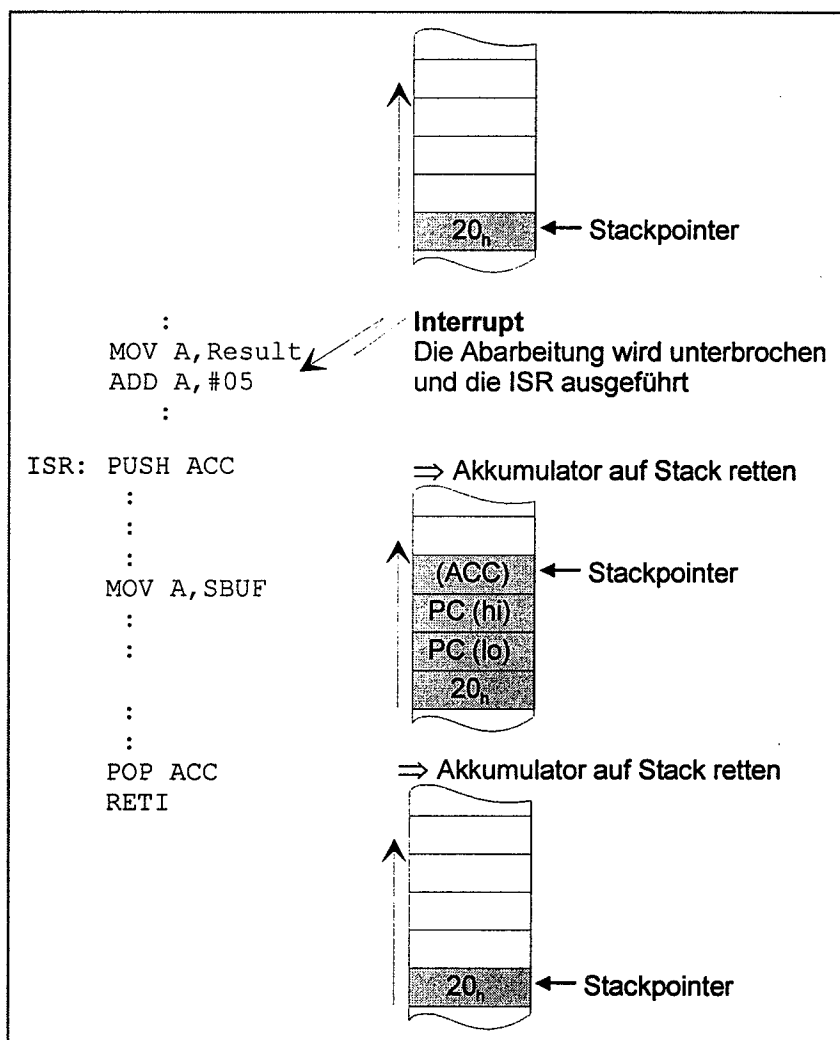 20h
Stackpointer
:
Interrupt
MOV A,Result
Die Abarbeitung wird unterbrochen
ADD A,#05
und die ISR ausgeführt
:
ISR: PUSH ACC
⇒ Akkumulator auf Stack retten
:
:
:
(ACC)
Stackpointer
MOV A,SBUF
PC (hi)
:
:
PC (lo)
20h
:
:
POP ACC
⇒ Akkumulator auf Stack retten
RETI
20h
Stackpointer